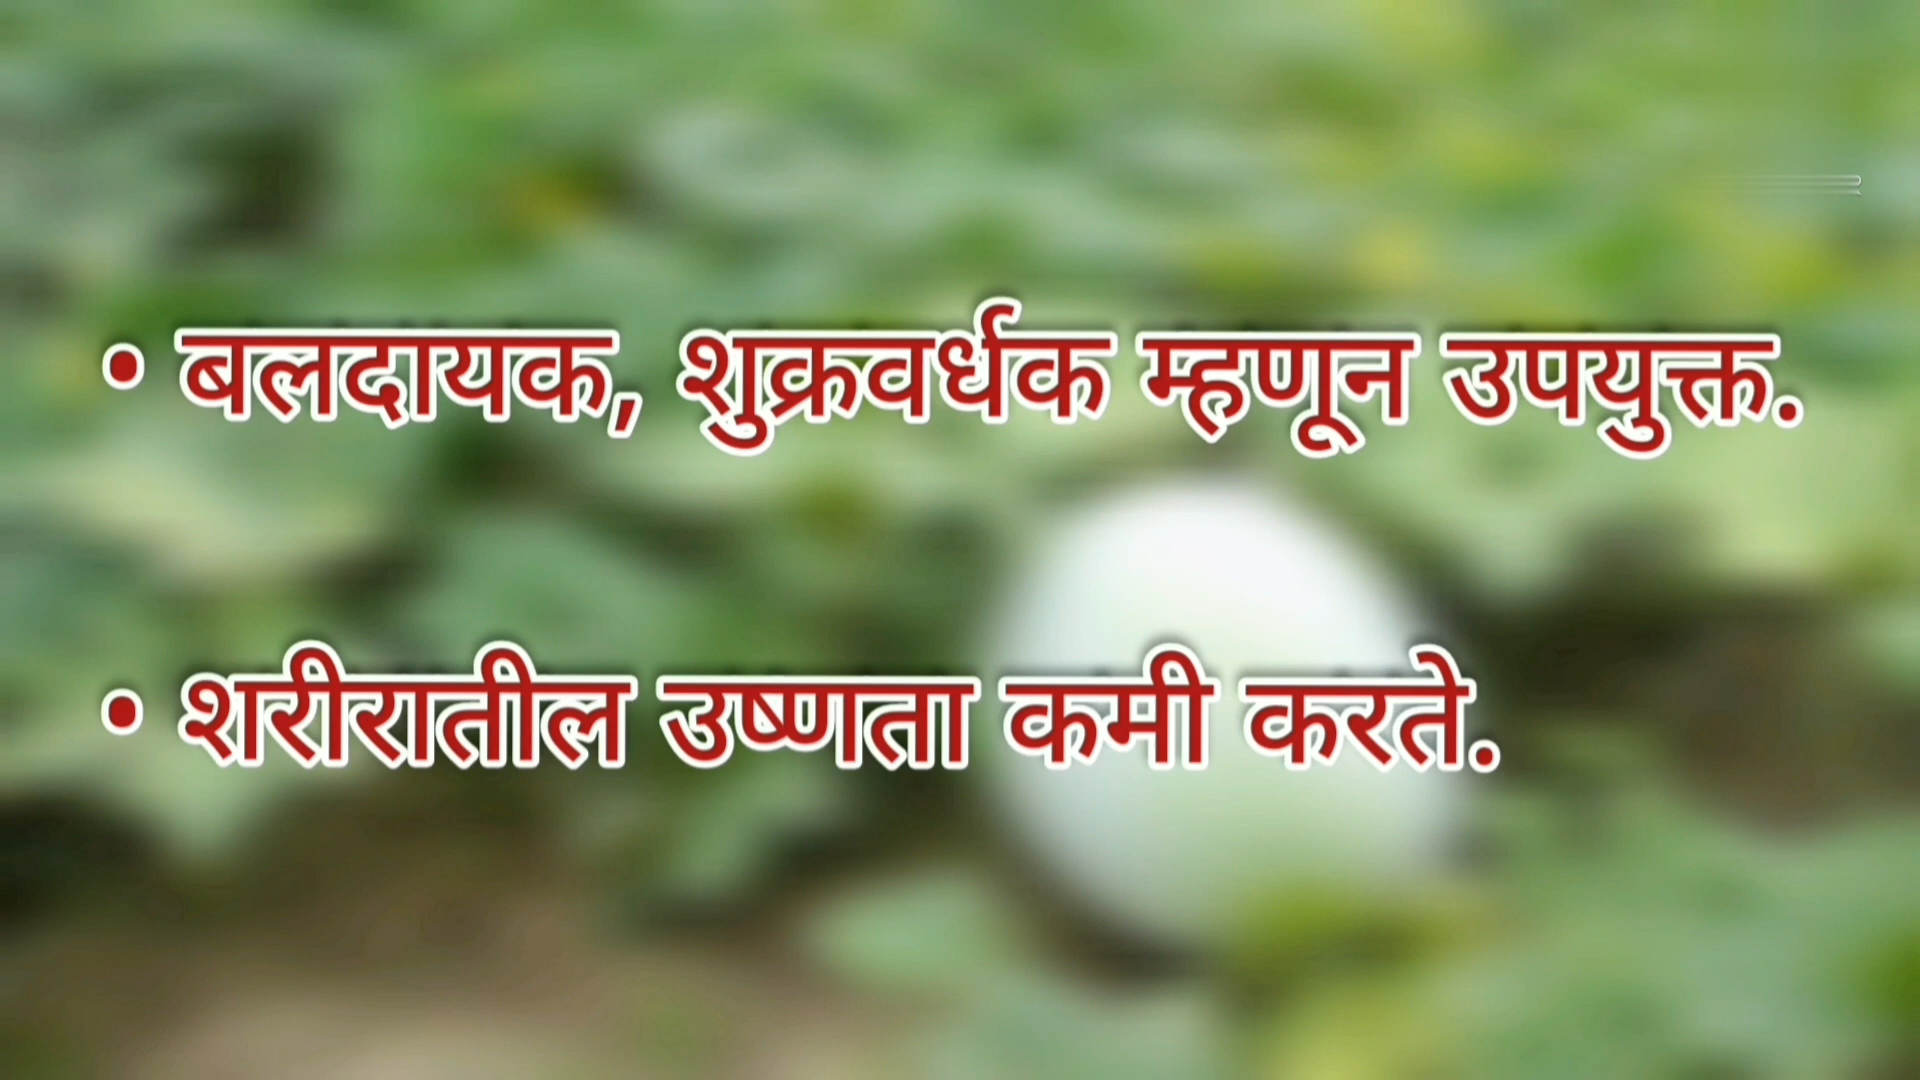 • बलदायक, शुक्रवर्धक म्हणून उपयुक्त.
• शरीरातील उष्णता कमी करते.